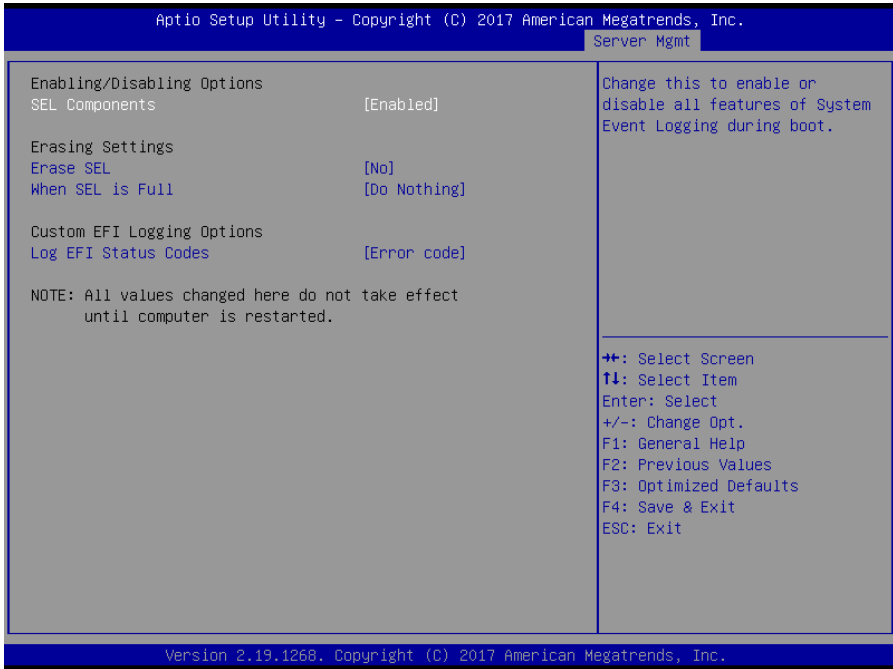 Aptio Setup Utility – Copyright (C) 2017 American Megatrends, Inc.
Server Mgmt
Enabling/Disabling Options
SEL Components [Enabled]
Erasing Settings
Erase SEL [No]
When SEL is Full [Do Nothing]
Custom EFI Logging Options
Log EFI Status Codes [Error code]
NOTE: All values changed here do not take effect
until computer is restarted.
Change this to enable or
disable all features of System
Event Logging during boot.
→←: Select Screen
↑↓: Select Item
Enter: Select
+/-: Change Opt.
F1: General Help
F2: Previous Values
F3: Optimized Defaults
F4: Save & Exit
ESC: Exit
Version 2.19.1268. Copyright (C) 2017 American Megatrends, Inc.